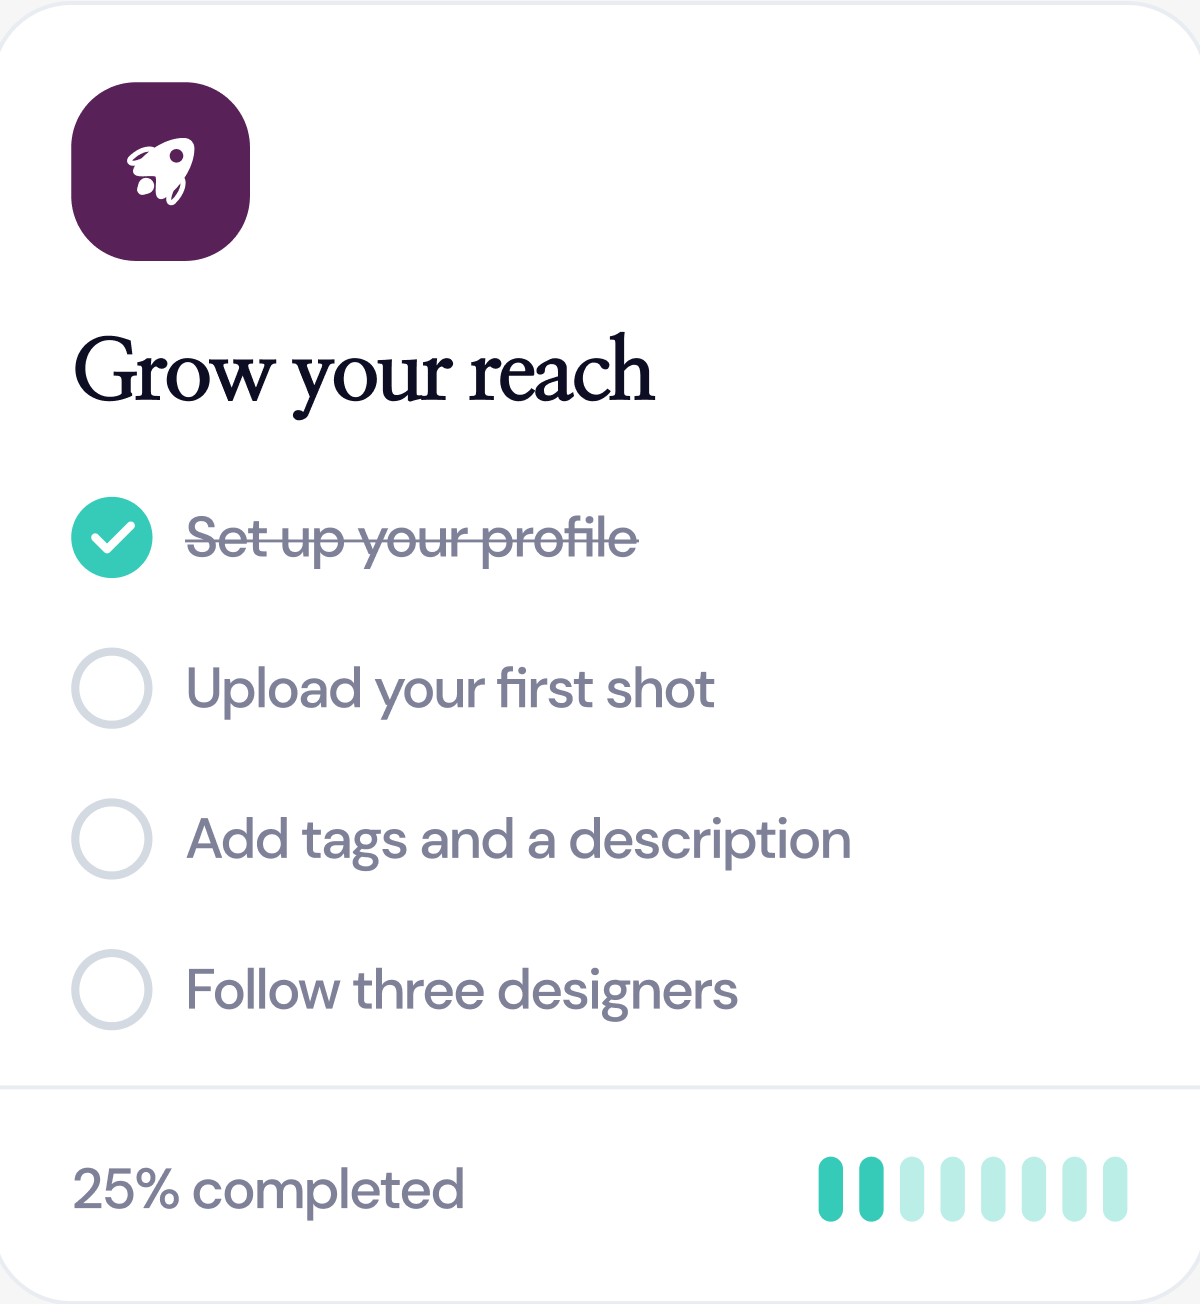 Grow your reach
Set up your profile
Upload your first shot
Add tags and a description
Follow three designers
25% completed